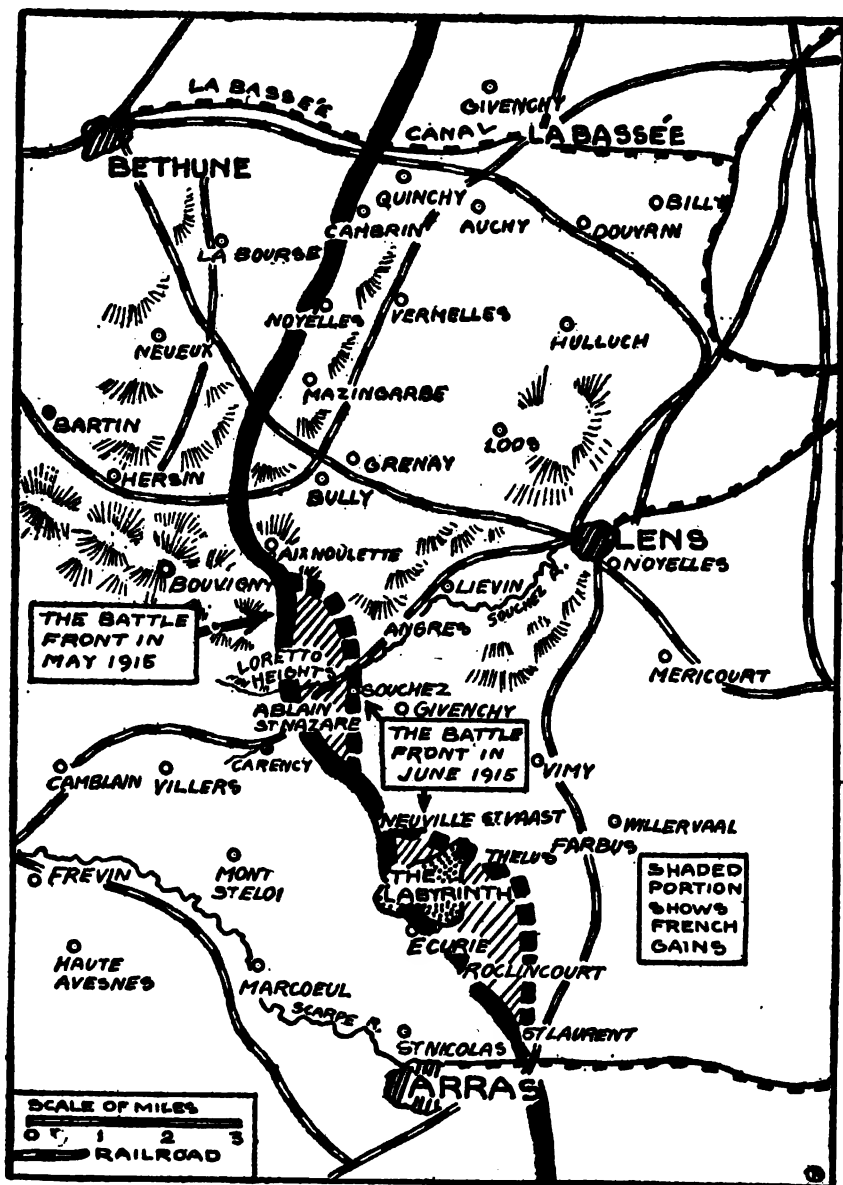 LA BASSÉE
GIVENCHY
CANAL
LA BASSÉE
BETHUNE
QUINCHY
BILLY
CAMBRIN
AUCHY
DOUVRIN
LA BOURSE
NOYELLES
VERMELLES
NEUEUX
HULLUCH
MAZINGARBE
BARTIN
LOOS
HERSIN
GRENAY
BULLY
LENS
AIX NOULETTE
NOYELLES
BOUVIGNY
LIEVIN
SOUCHEZ R.
THE BATTLE
FRONT IN
MAY 1915
ANGRES
LORETTO
HEIGHTS
MERICOURT
SOUCHEZ
ABLAIN
ST NAZARE
GIVENCHY
THE BATTLE
FRONT IN
JUNE 1915
CARENCY
VIMY
CAMBLAIN
VILLERS
NEUVILLE ST. VAAST
WILLERVAAL
FARBUS
THELUS
MONT
ST ELOI
FREVIN
THE
LABYRINTH
SHADED
PORTION
SHOWS
FRENCH
GAINS
ECURIE
HAUTE
AVESNES
ROCLINCOURT
MARCOEUL
SCARPE R.
ST LAURENT
ST NICOLAS
ARRAS
SCALE OF MILES
0 1 2 3
RAILROAD